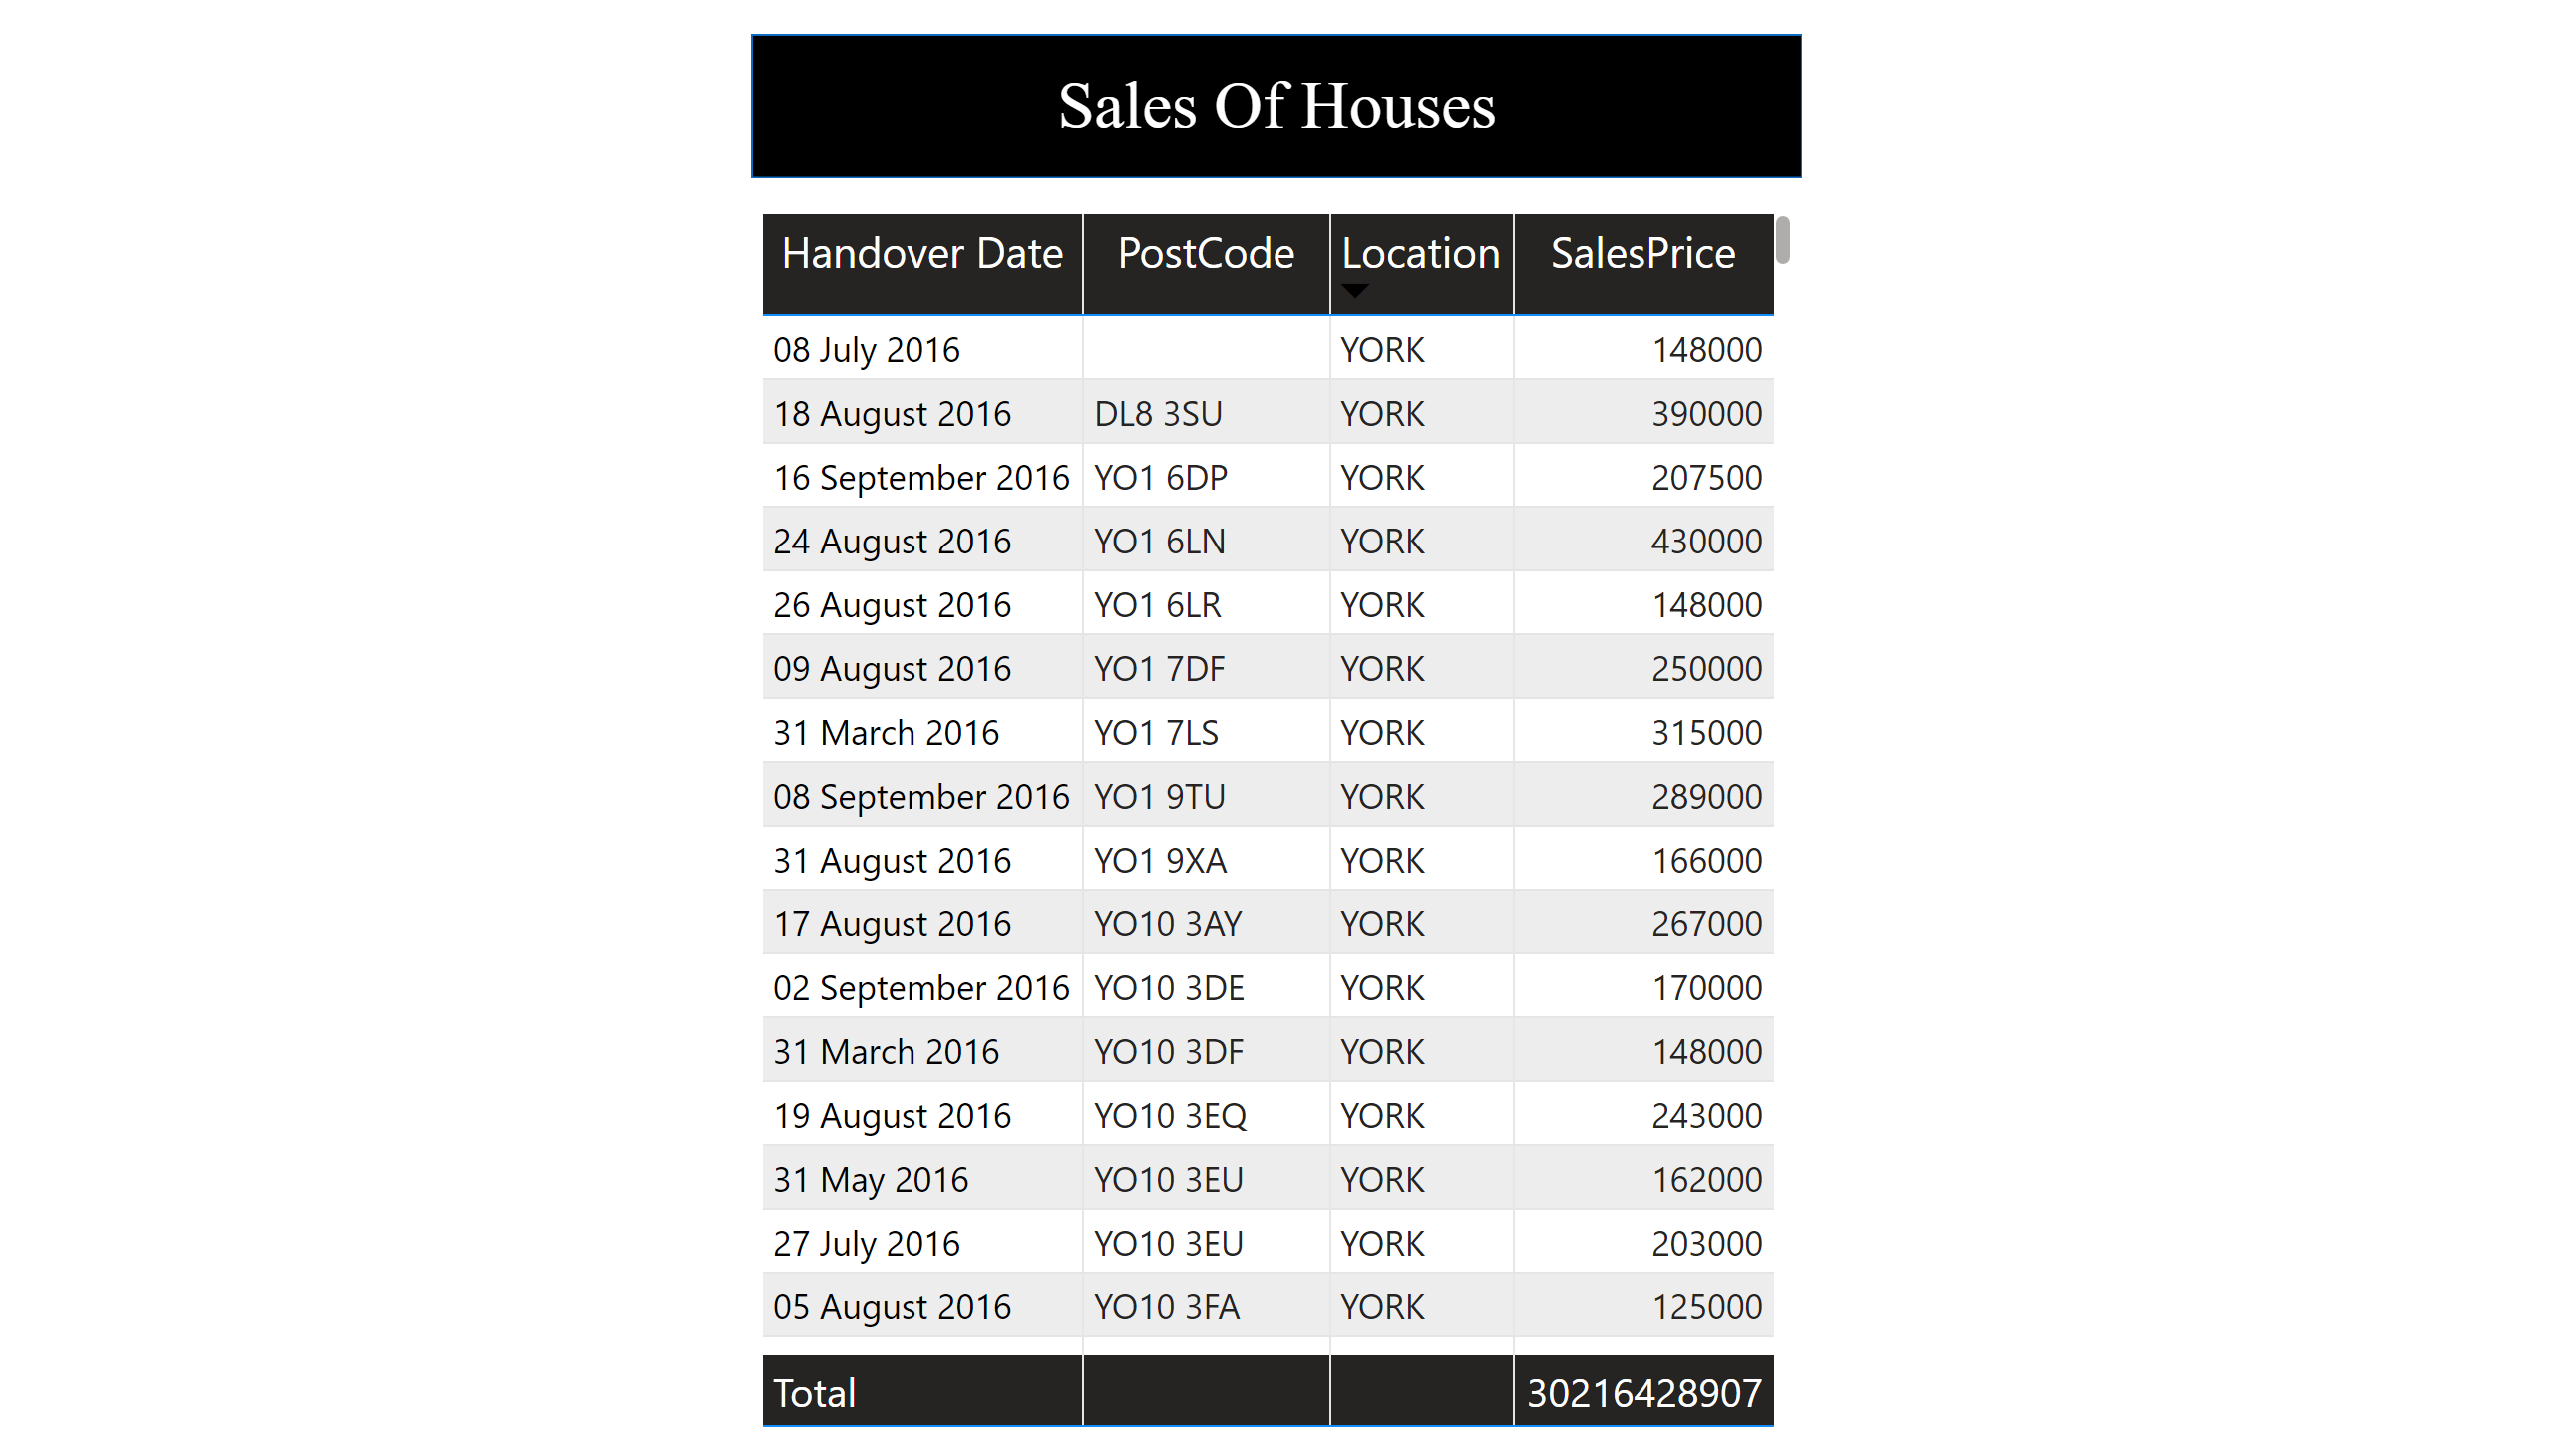 Sales Of Houses
Handover Date PostCode Location SalesPrice
08 July 2016 YORK 148000
18 August 2016 DL8 3SU YORK 390000
16 September 2016 YO1 6DP YORK 207500
24 August 2016 YO1 6LN YORK 430000
26 August 2016 YO1 6LR YORK 148000
09 August 2016 YO1 7DF YORK 250000
31 March 2016 YO1 7LS YORK 315000
08 September 2016 YO1 9TU YORK 289000
31 August 2016 YO1 9XA YORK 166000
17 August 2016 YO10 3AY YORK 267000
02 September 2016 YO10 3DE YORK 170000
31 March 2016 YO10 3DF YORK 148000
19 August 2016 YO10 3EQ YORK 243000
31 May 2016 YO10 3EU YORK 162000
27 July 2016 YO10 3EU YORK 203000
05 August 2016 YO10 3FA YORK 125000
Total 30216428907